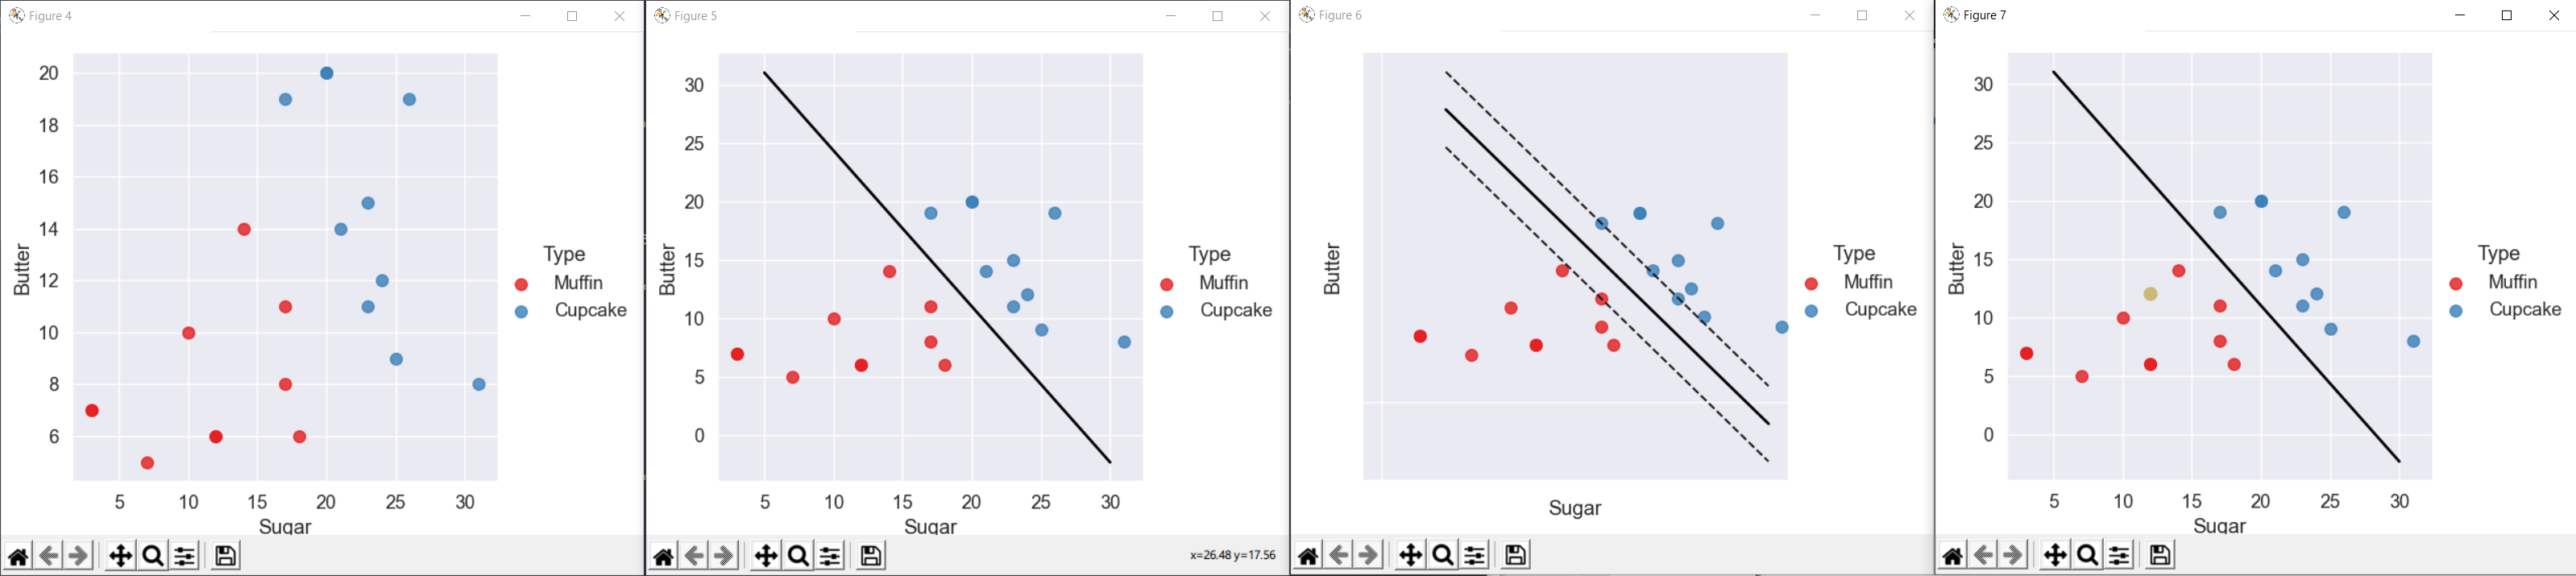 Figure 4
20
18
16
14
12
10
8
6
Butter
5 10 15 20 25 30
Sugar
Type
Muffin
Cupcake
Figure 5
30
25
20
15
10
5
0
Butter
5 10 15 20 25 30
Sugar
Type
Muffin
Cupcake
x=26.48 y=17.56
Figure 6
Butter
Sugar
Type
Muffin
Cupcake
Figure 7
30
25
20
15
10
5
0
Butter
5 10 15 20 25 30
Sugar
Type
Muffin
Cupcake